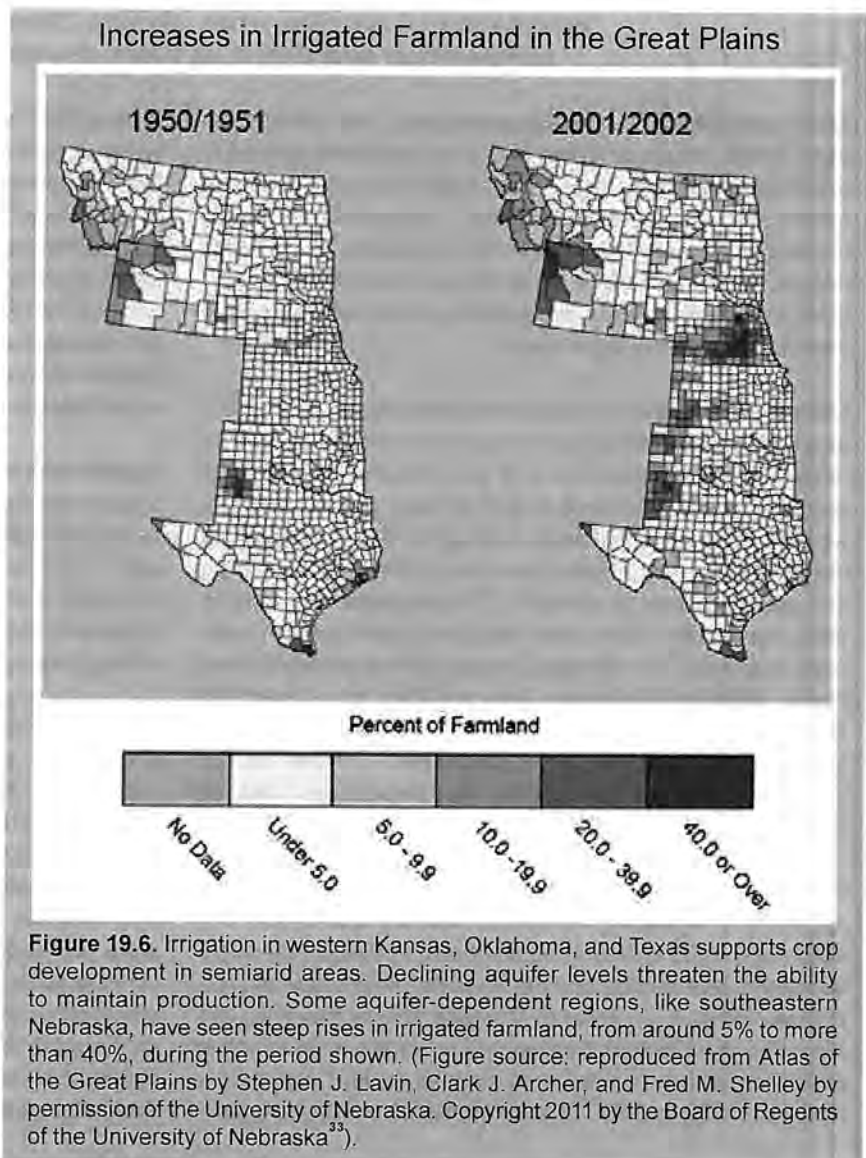 Increases in Irrigated Farmland in the Great Plains
1950/1951
2001/2002
Percent of Farmland
No Data
Under 5.0
5.0 - 9.9
10.0 -19.9
20.0 - 39.9
40.0 or Over
Figure 19.6. Irrigation in western Kansas, Oklahoma, and Texas supports crop
development in semiarid areas. Declining aquifer levels threaten the ability
to maintain production. Some aquifer-dependent regions, like southeastern
Nebraska, have seen steep rises in irrigated farmland, from around 5% to more
than 40%, during the period shown. (Figure source: reproduced from Atlas of
the Great Plains by Stephen J. Lavin, Clark J. Archer, and Fred M. Shelley by
permission of the University of Nebraska. Copyright 2011 by the Board of Regents
of the University of Nebraska³³).